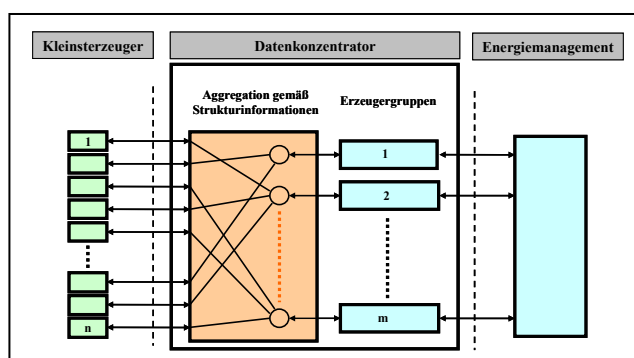 Kleinsterzeuger
Datenkonzentrator
Energiemanagement
Aggregation gemäß
Strukturinformationen
Erzeugergruppen
1
1
2
m
n